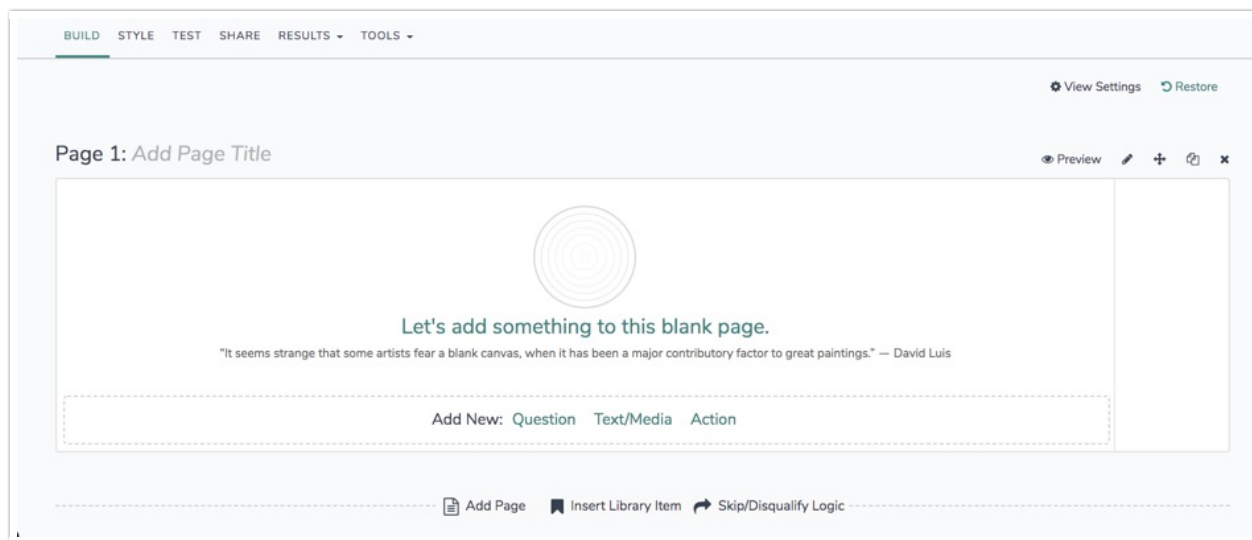 BUILD STYLE TEST SHARE RESULTS TOOLS
View Settings Restore
Page 1: Add Page Title
Preview
Let's add something to this blank page.
"It seems strange that some artists fear a blank canvas, when it has been a major contributory factor to great paintings." — David Luis
Add New: Question Text/Media Action
Add Page Insert Library Item Skip/Disqualify Logic